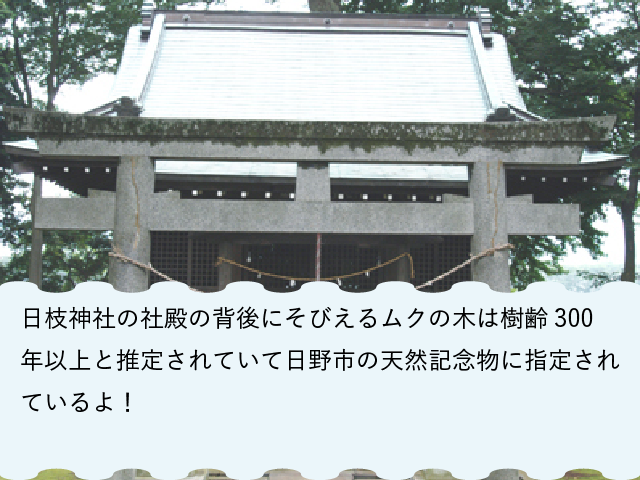 日枝神社の社殿の背後にそびえるムクの木は樹齢300
年以上と推定されていて日野市の天然記念物に指定され
ているよ！